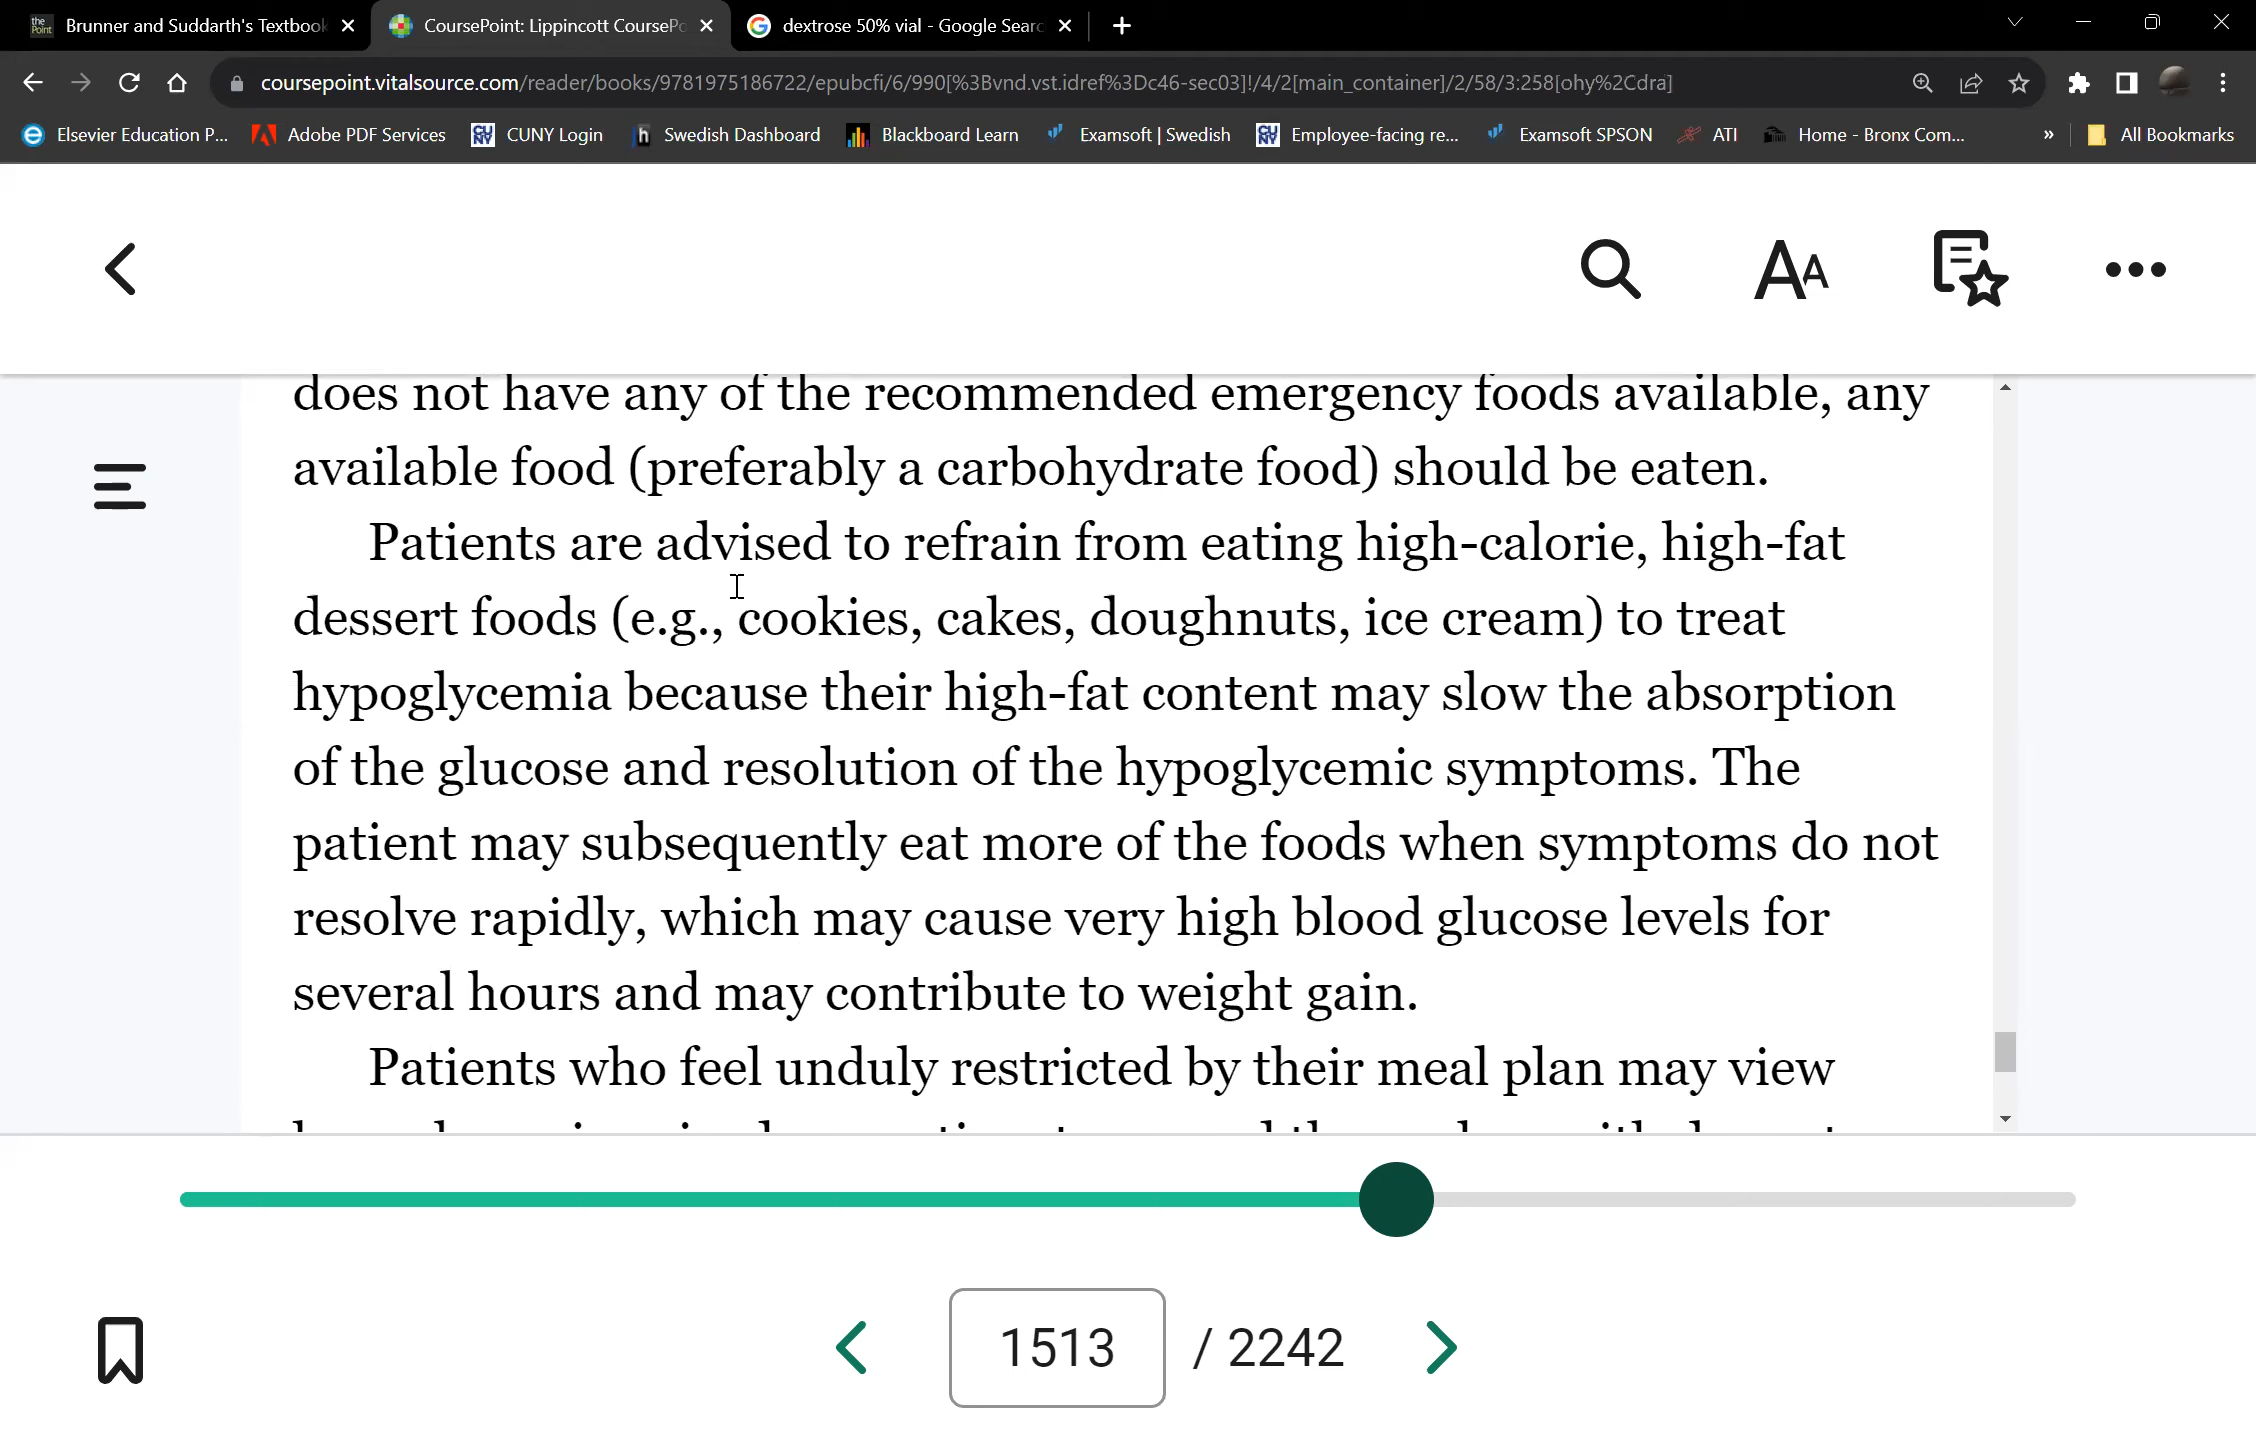 the Point
Brunner and Suddarth's Textbook
CoursePoint: Lippincott CoursePo
dextrose 50% vial - Google Searc
coursepoint.vitalsource.com/reader/books/9781975186722/epubcfi/6/990[%3Bvnd.vst.idref%3Dc46-sec03]!/4/2[main_container]/2/58/3:258[ohy%2Cdra]
Elsevier Education P... Adobe PDF Services CUNY Login Swedish Dashboard Blackboard Learn Examsoft | Swedish Employee-facing re... Examsoft SPSON ATI Home - Bronx Com... » All Bookmarks
AA
does not have any of the recommended emergency foods available, any
available food (preferably a carbohydrate food) should be eaten.
Patients are advised to refrain from eating high-calorie, high-fat
dessert foods (e.g., cookies, cakes, doughnuts, ice cream) to treat
hypoglycemia because their high-fat content may slow the absorption
of the glucose and resolution of the hypoglycemic symptoms. The
patient may subsequently eat more of the foods when symptoms do not
resolve rapidly, which may cause very high blood glucose levels for
several hours and may contribute to weight gain.
Patients who feel unduly restricted by their meal plan may view
1513 / 2242